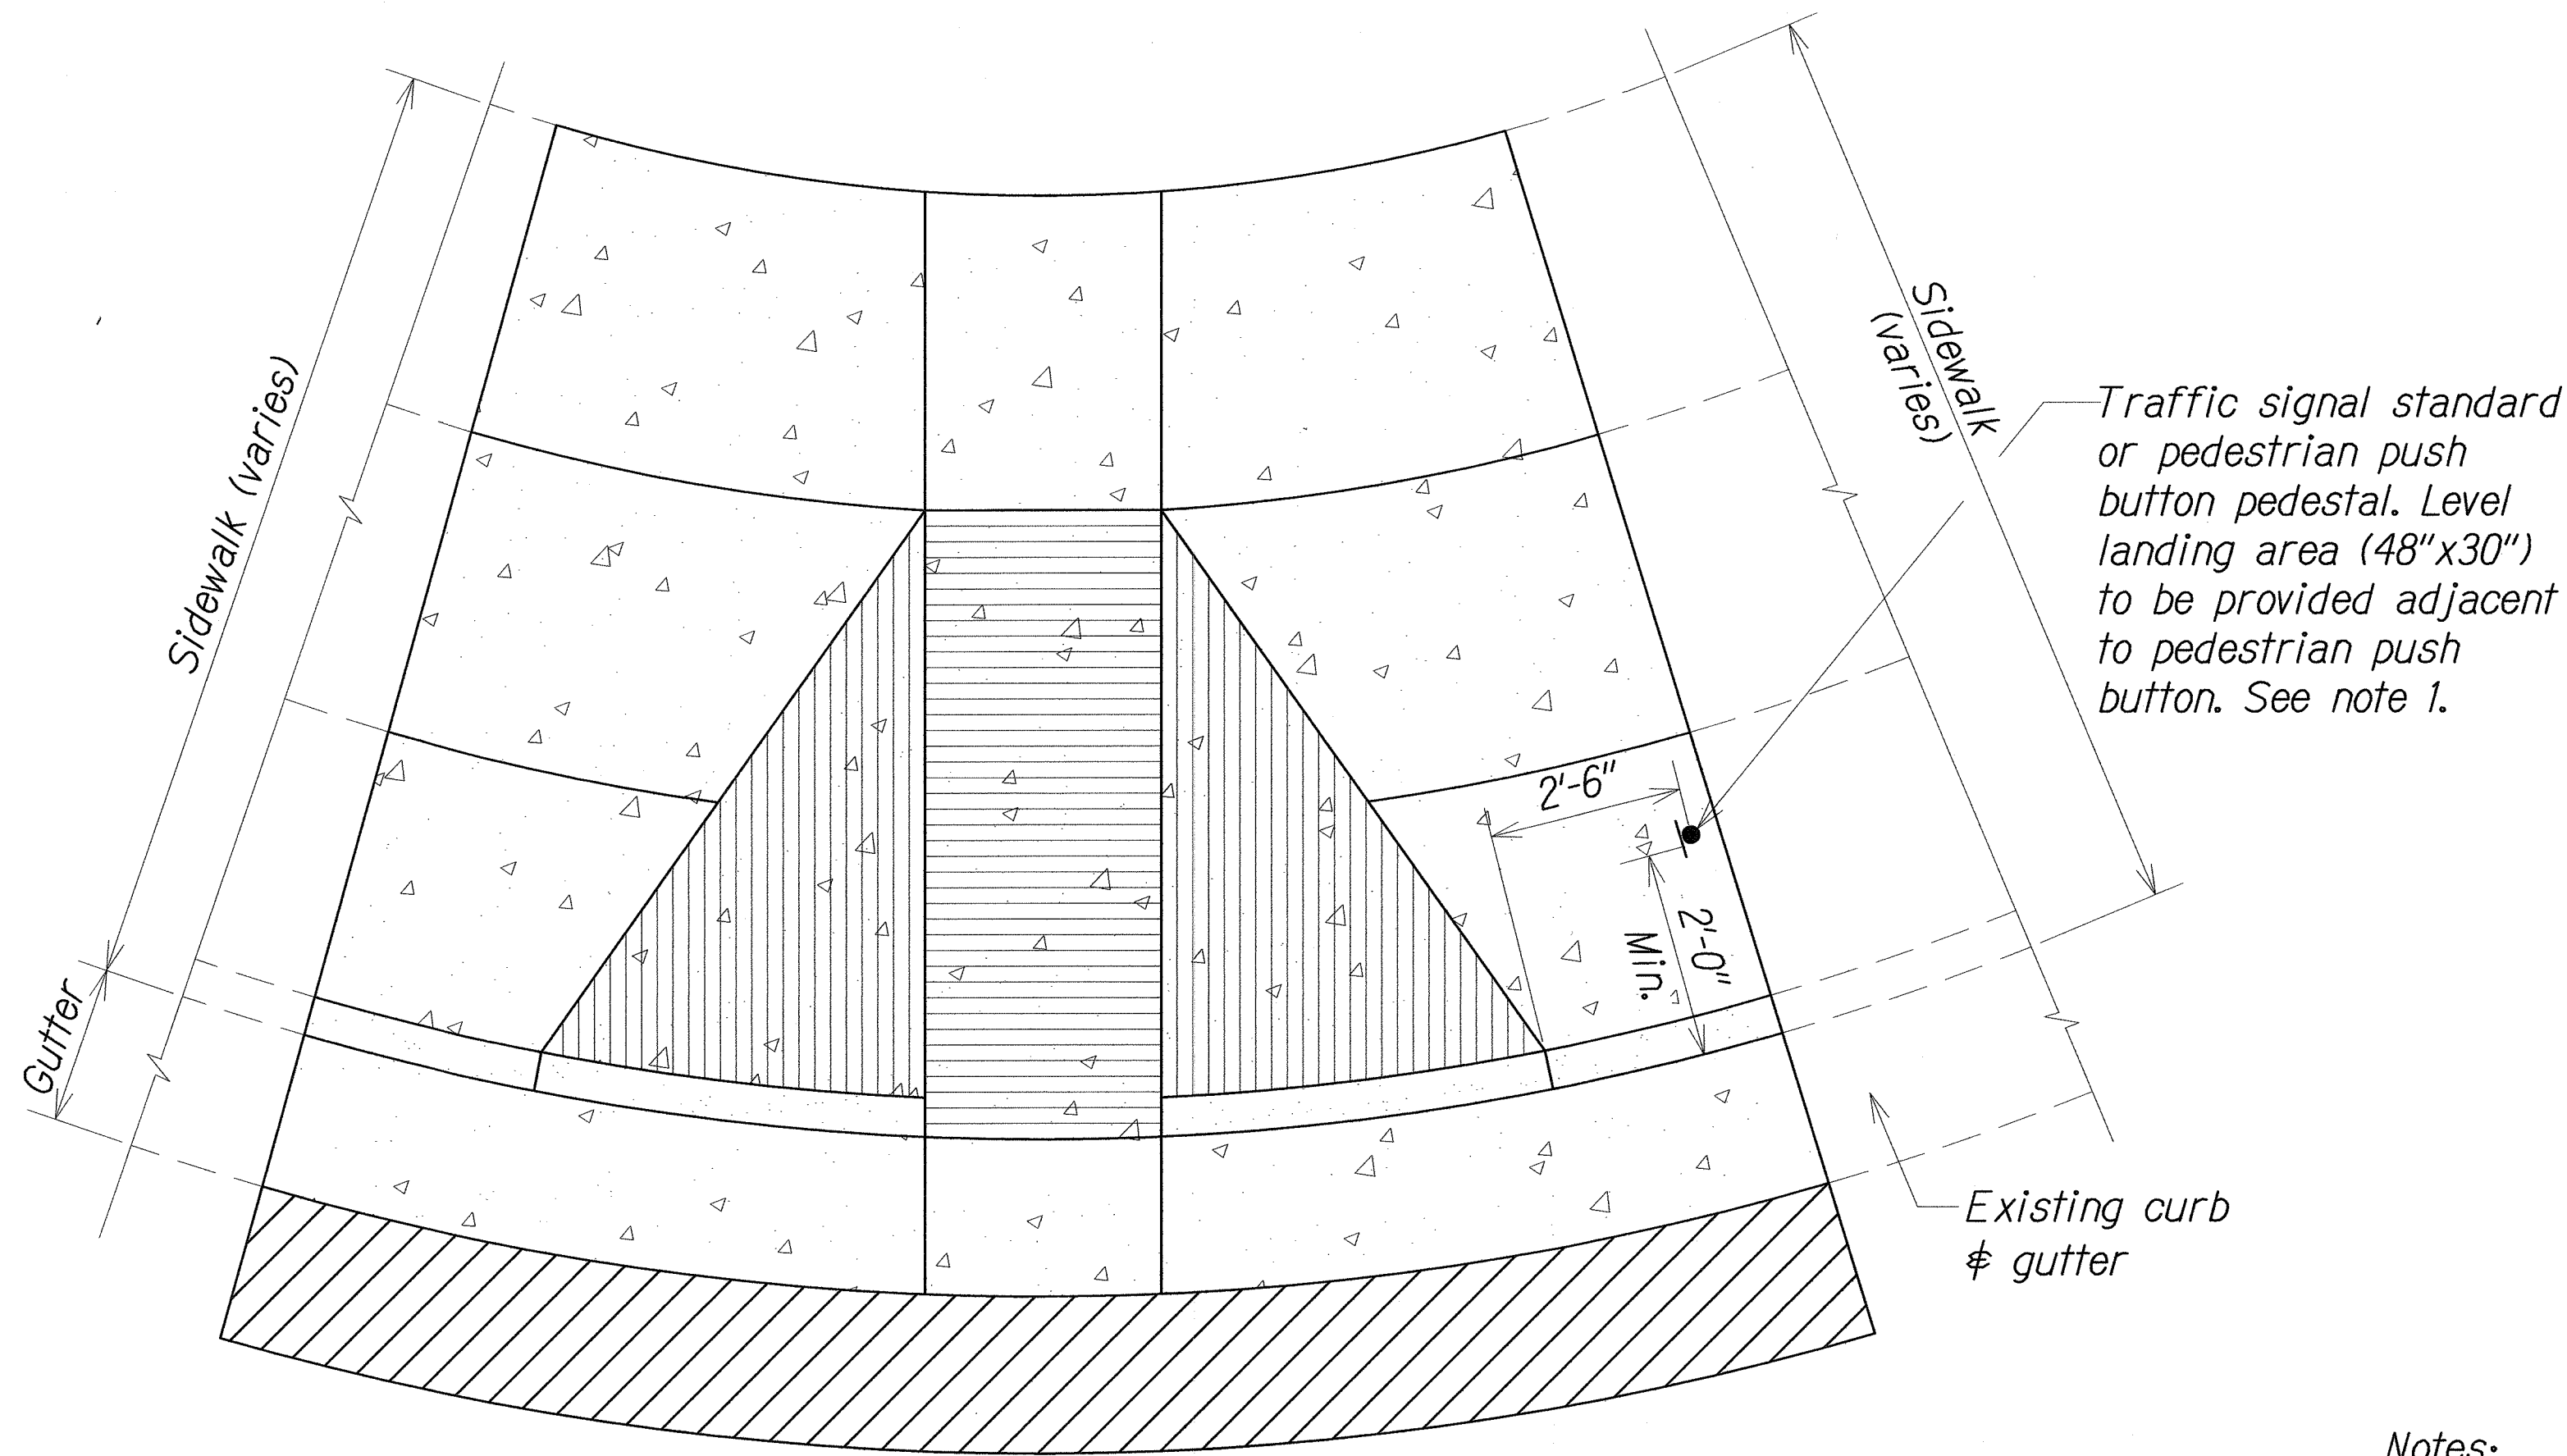 Sidewalk (varies)
Gutter
Sidewalk
(varies)
Traffic signal standard
or pedestrian push
button pedestal. Level
landing area (48"x30")
to be provided adjacent
to pedestrian push
button. See note 1.
2'-6"
2'-0"
Min.
Existing curb
& gutter
Notes: